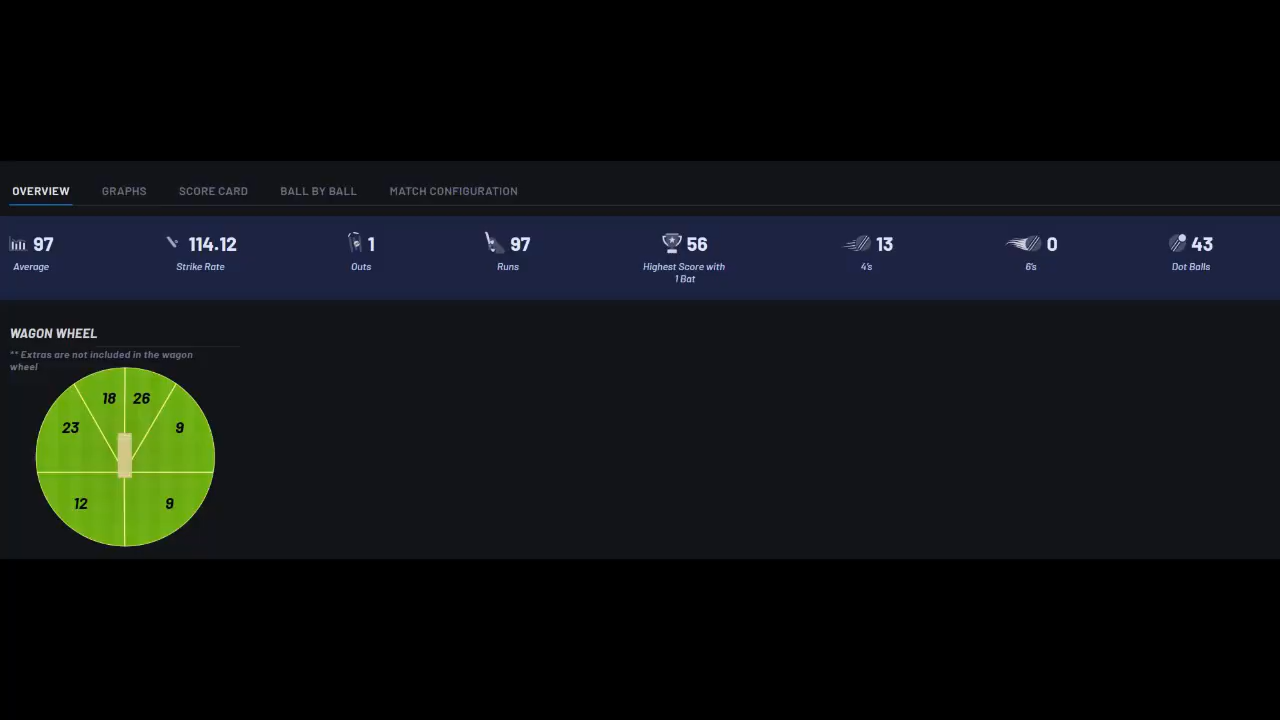 OVERVIEW GRAPHS SCORE CARD BALL BY BALL MATCH CONFIGURATION
97 114.12 1 97 56 13 0 43
Average Strike Rate Outs Runs Highest Score with 4's 6's Dot Balls
1 Bat
WAGON WHEEL
** Extras are not included in the wagon
wheel
18 26
23 9
12 9